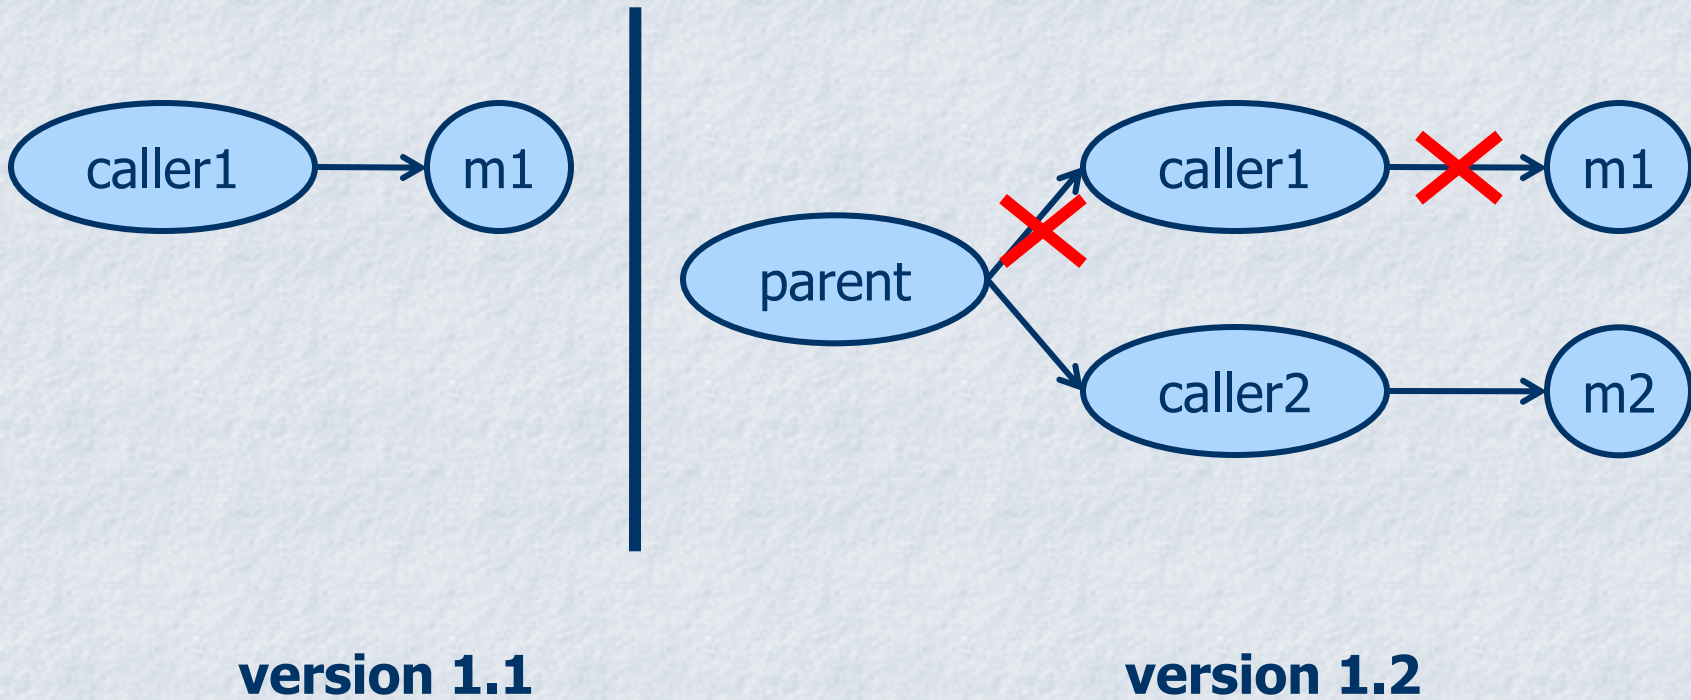 caller1
m1
version 1.1
parent
caller1
m1
caller2
m2
version 1.2